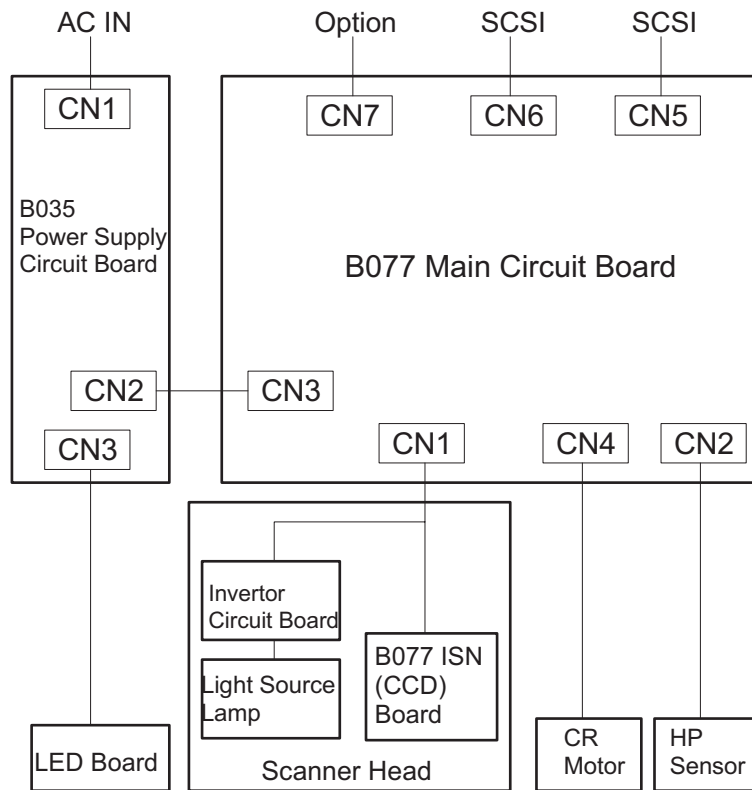 AC IN
Option
SCSI
SCSI
CN1
CN7
CN6
CN5
B035
Power Supply
Circuit Board
B077 Main Circuit Board
CN2
CN3
CN3
CN1
CN4
CN2
Invertor
Circuit Board
Light Source
Lamp
B077 ISN
(CCD)
Board
Scanner Head
LED Board
CR
Motor
HP
Sensor